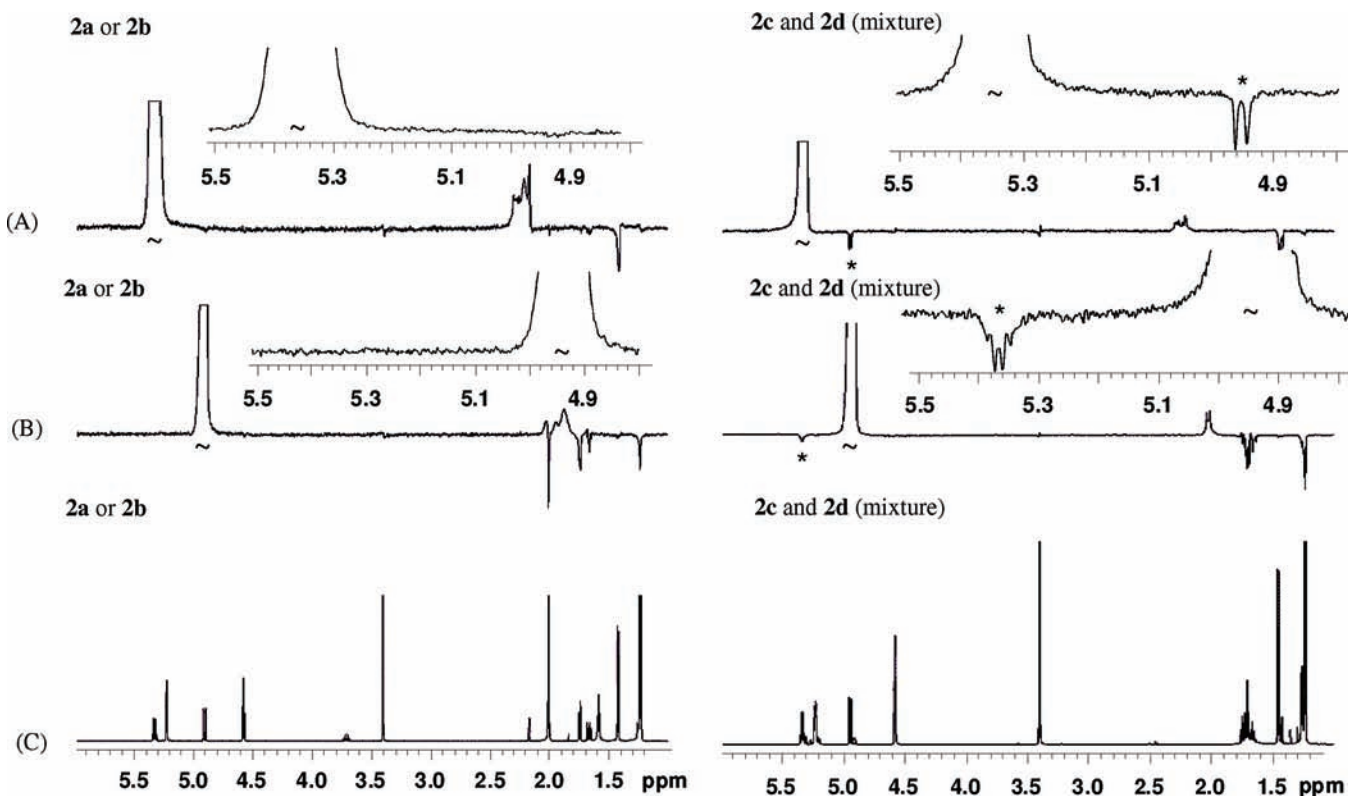 2a or 2b
2c and 2d (mixture)
*
~
~
5.5 5.3 5.1 4.9
5.5 5.3 5.1 4.9
(A)
~
~
*
2a or 2b
2c and 2d (mixture)
*
~
~
5.5 5.3 5.1 4.9
5.5 5.3 5.1 4.9
(B)
~
*
~
2a or 2b
2c and 2d (mixture)
(C)
5.5 5.0 4.5 4.0 3.5 3.0 2.5 2.0 1.5 ppm
5.5 5.0 4.5 4.0 3.5 3.0 2.5 2.0 1.5 ppm